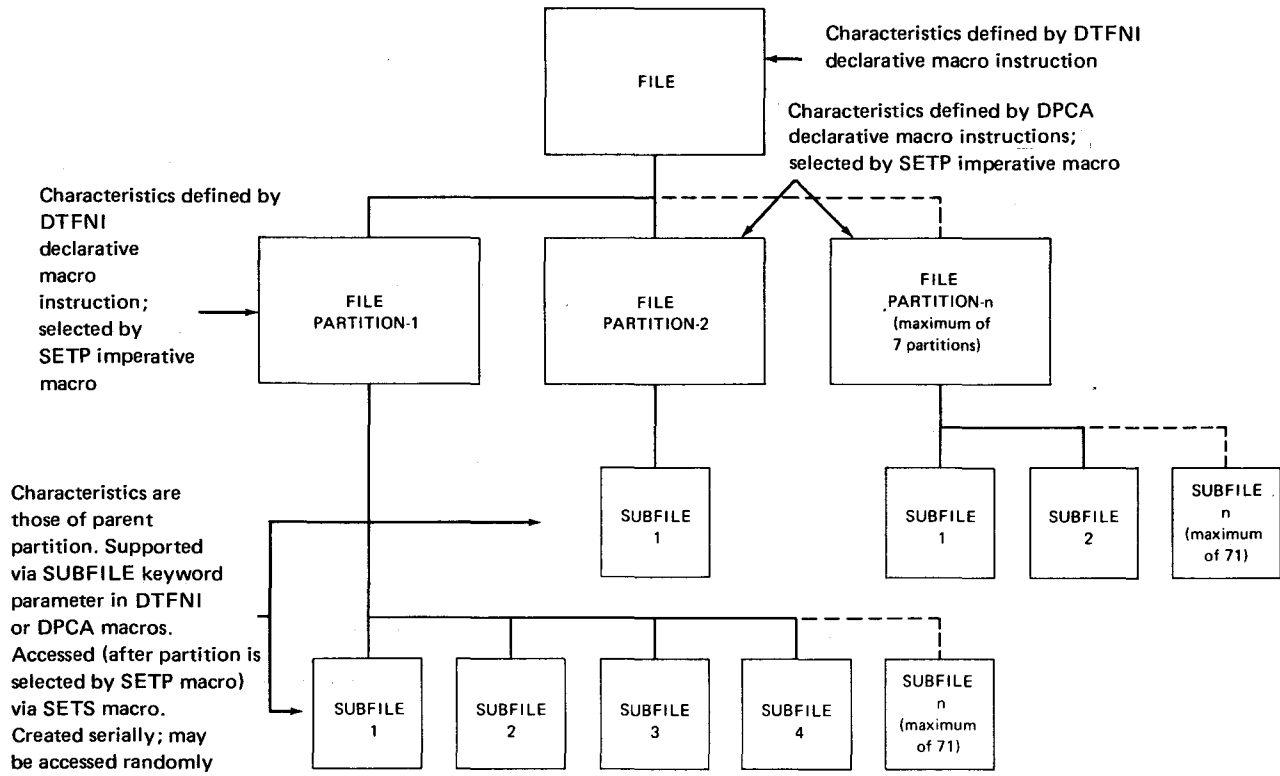 Characteristics defined by DTFNI
declarative macro instruction
FILE
Characteristics defined by DPCA
declarative macro instructions;
selected by SETP imperative macro
Characteristics defined by
DTFNI
declarative
macro
instruction;
selected by
SETP imperative
macro
FILE
PARTITION-1
FILE
PARTITION-2
FILE
PARTITION-n
(maximum of
7 partitions)
Characteristics are
those of parent
partition. Supported
via SUBFILE keyword
parameter in DTFNI
or DPCA macros.
Accessed (after partition is
selected by SETP macro)
via SETS macro.
Created serially; may
be accessed randomly
SUBFILE
1
SUBFILE
1
SUBFILE
2
SUBFILE
n
(maximum
of 71)
SUBFILE
1
SUBFILE
2
SUBFILE
3
SUBFILE
4
SUBFILE
n
(maximum
of 71)